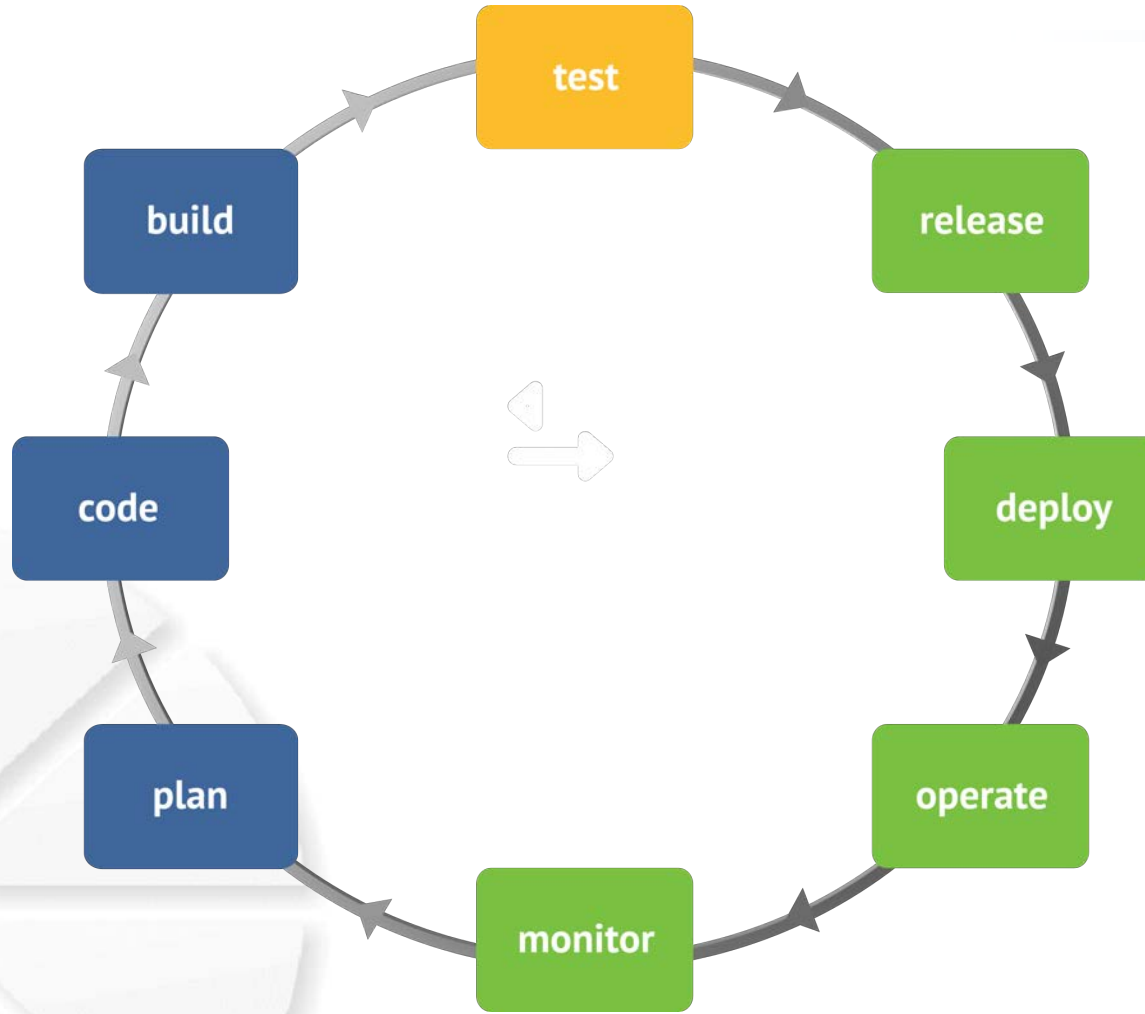 test
release
deploy
operate
monitor
plan
code
build